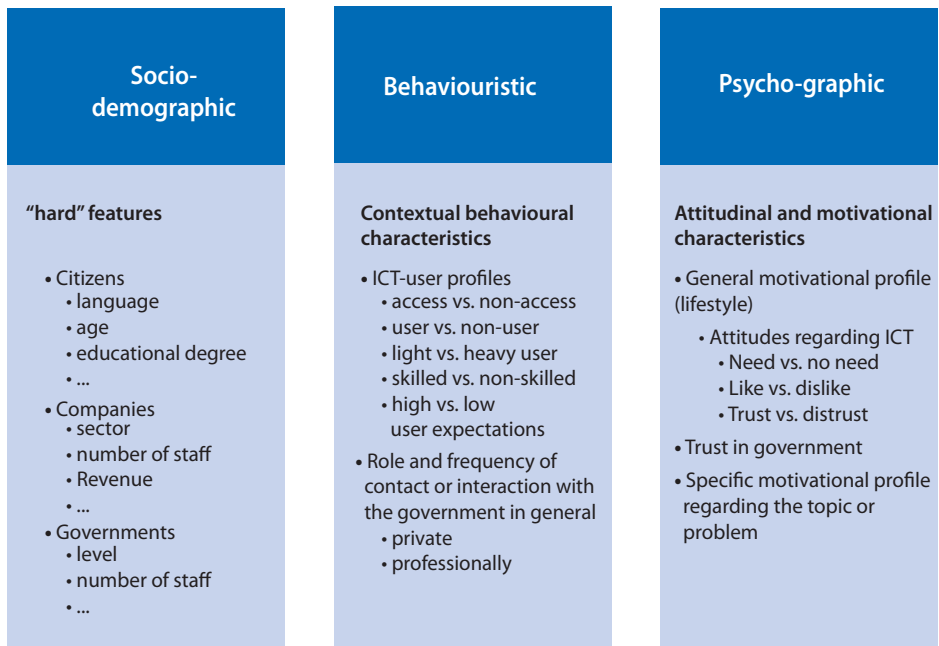 Socio-
demographic
“hard” features
• Citizens
• language
• age
• educational degree
• ...
• Companies
• sector
• number of staff
• Revenue
• ...
• Governments
• level
• number of staff
• ...
Behaviouristic
Contextual behavioural
characteristics
• ICT-user profiles
• access vs. non-access
• user vs. non-user
• light vs. heavy user
• skilled vs. non-skilled
• high vs. low
user expectations
• Role and frequency of
contact or interaction with
the government in general
• private
• professionally
Psycho-graphic
Attitudinal and motivational
characteristics
• General motivational profile
(lifestyle)
• Attitudes regarding ICT
• Need vs. no need
• Like vs. dislike
• Trust vs. distrust
• Trust in government
• Specific motivational profile
regarding the topic or
problem